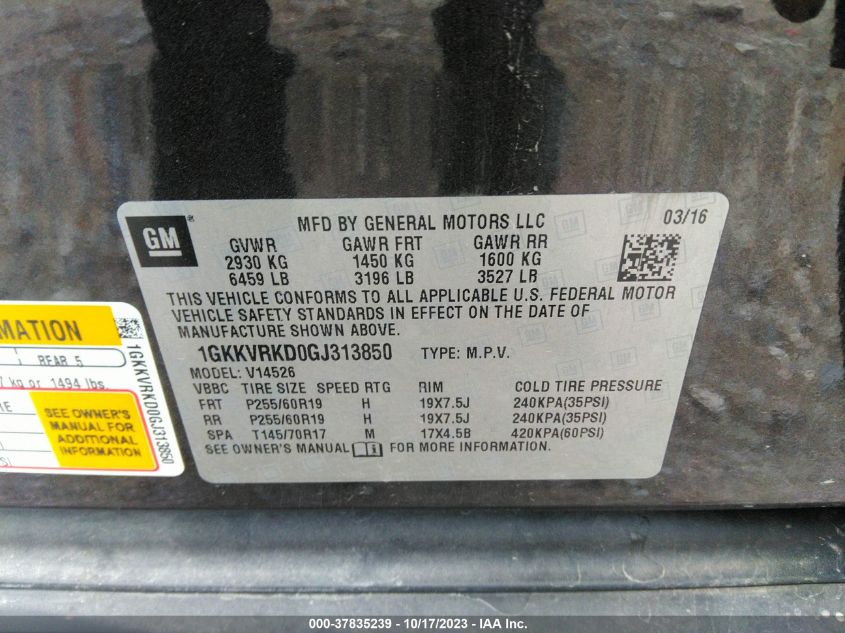 GM
MFD BY GENERAL MOTORS LLC 03/16
GVWR GAWR FRT GAWR RR
2930 KG 1450 KG 1600 KG
6459 LB 3196 LB 3527 LB
THIS VEHICLE CONFORMS TO ALL APPLICABLE U.S. FEDERAL MOTOR
VEHICLE SAFETY STANDARDS IN EFFECT ON THE DATE OF
MANUFACTURE SHOWN ABOVE.
1GKKVRKD0GJ313850 TYPE: M.P.V.
MODEL: V14526
VBBC TIRE SIZE SPEED RTG RIM COLD TIRE PRESSURE
FRT P255/60R19 H 19X7.5J 240KPA(35PSI)
RR P255/60R19 H 19X7.5J 240KPA(35PSI)
SPA T145/70R17 M 17X4.5B 420KPA(60PSI)
SEE OWNER'S MANUAL FOR MORE INFORMATION.
REAR 5
kg or 1494 lbs
SEE OWNER'S
MANUAL FOR
ADDITIONAL
INFORMATION
1GKKVRKD0GJ313850
000-37835239 - 10/17/2023 - IAA Inc.